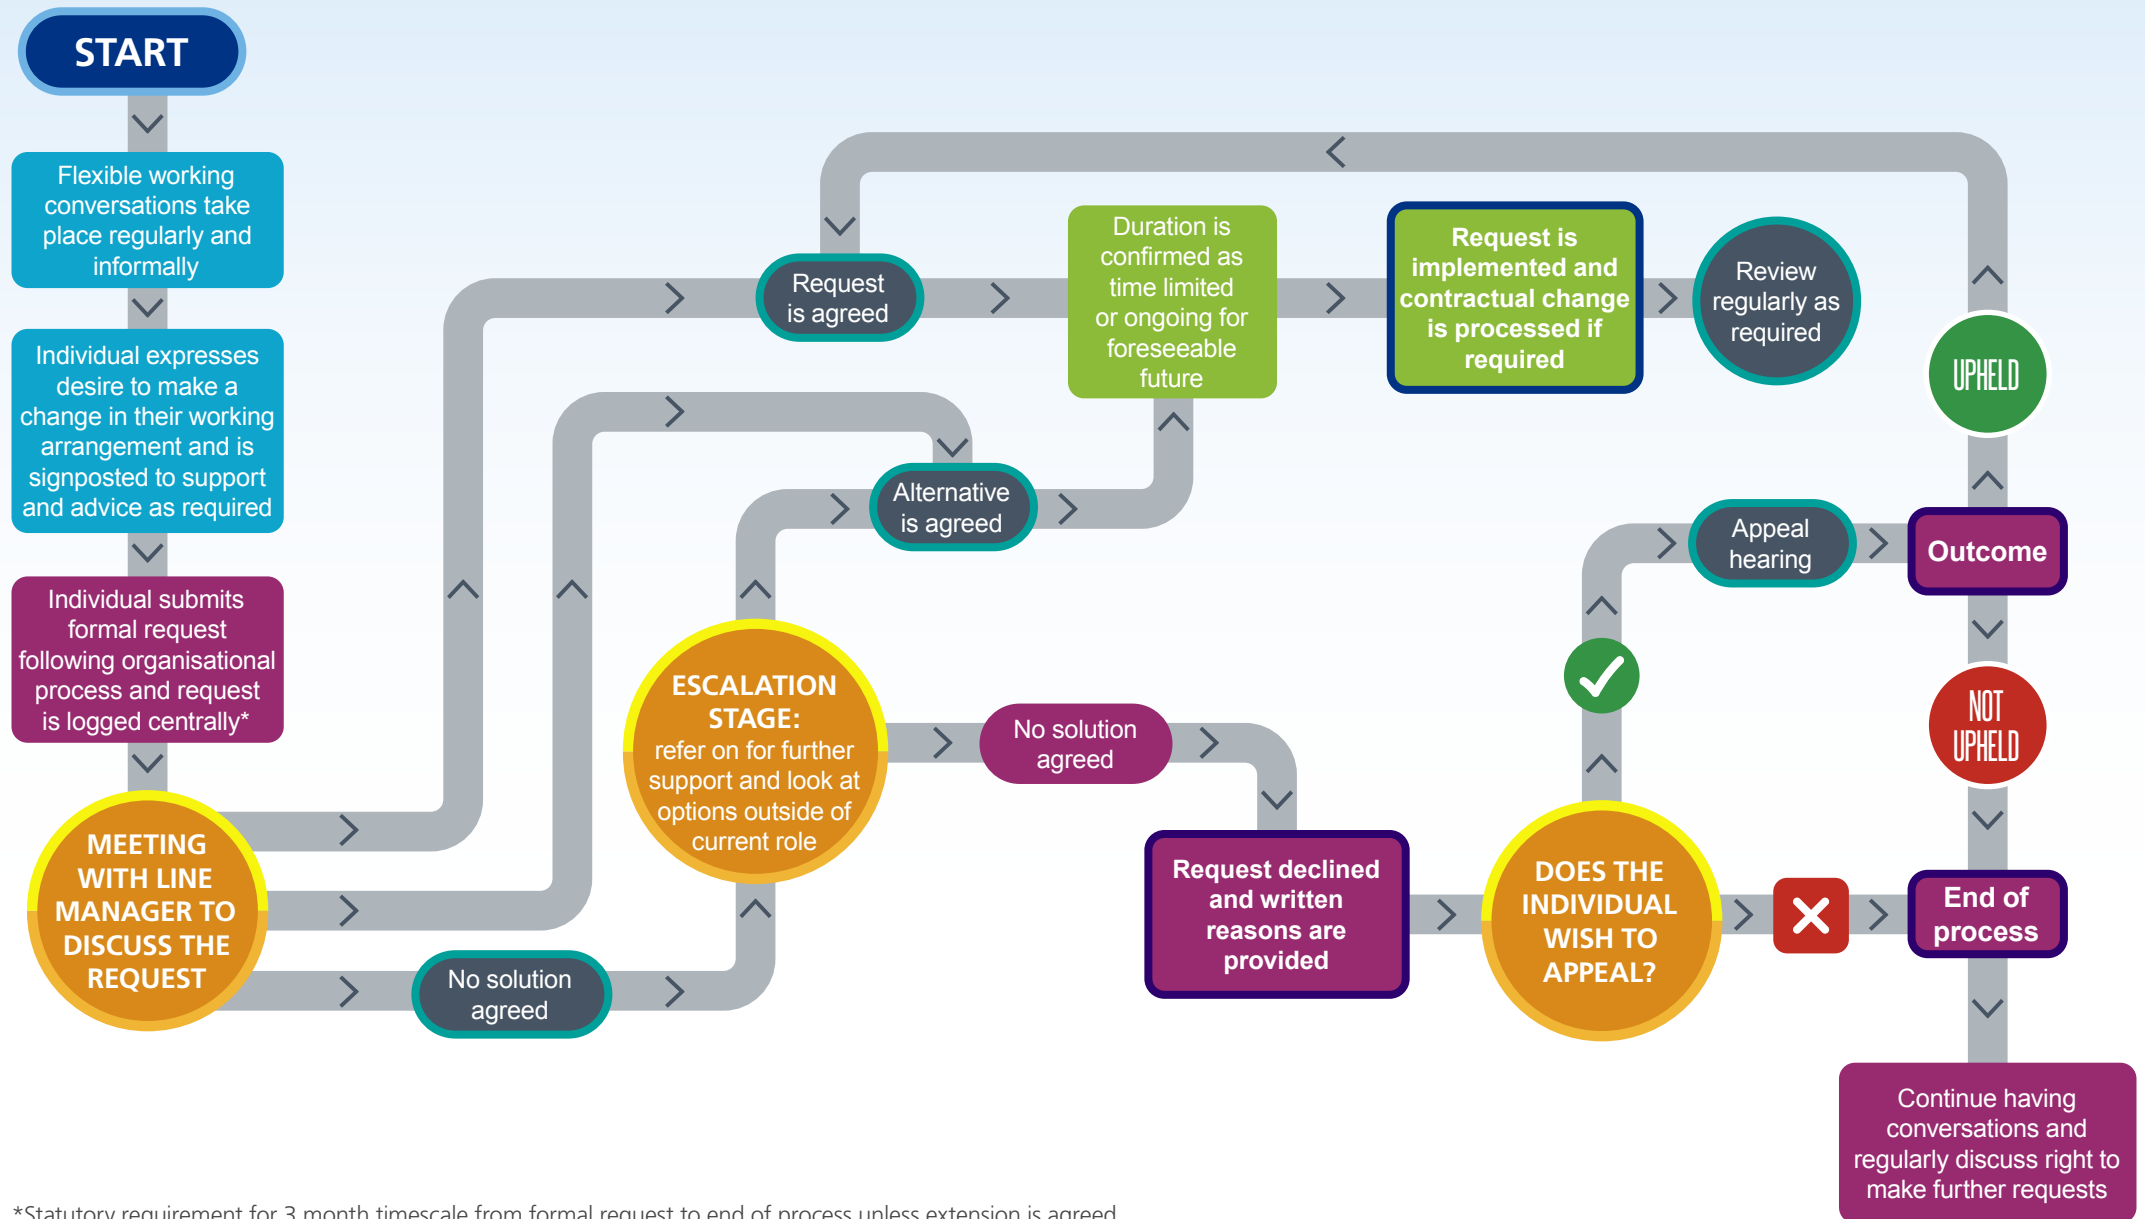 START
Flexible working
conversations take
place regularly and
informally
Individual expresses
desire to make a
change in their working
arrangement and is
signposted to support
and advice as required
Individual submits
formal request
following organisational
process and request
is logged centrally*
MEETING
WITH LINE
MANAGER TO
DISCUSS THE
REQUEST
Request
is agreed
Alternative
is agreed
No solution
agreed
ESCALATION
STAGE:
refer on for further
support and look at
options outside of
current role
Duration is
confirmed as
time limited
or ongoing for
foreseeable
future
Request is
implemented and
contractual change
is processed if
required
Review
regularly as
required
No solution
agreed
Request declined
and written
reasons are
provided
DOES THE
INDIVIDUAL
WISH TO
APPEAL?
Appeal
hearing
Outcome
UPHELD
NOT
UPHELD
End of
process
Continue having
conversations and
regularly discuss right to
make further requests
*Statutory requirement for 3 month timescale from formal request to end of process unless extension is agreed